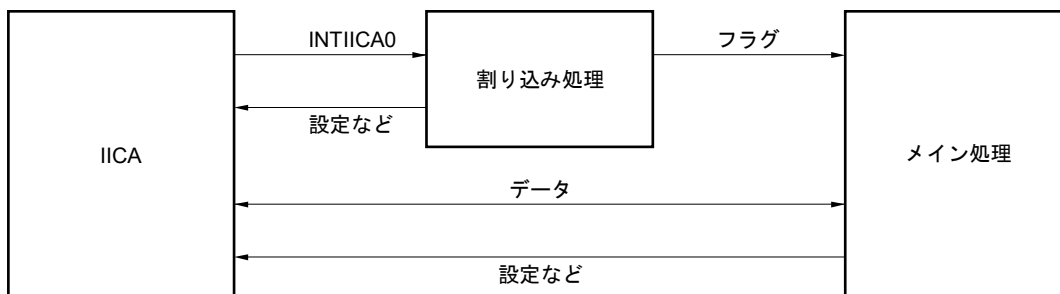 INTIICA0
フラグ
割り込み処理
設定など
IICA
メイン処理
データ
設定など